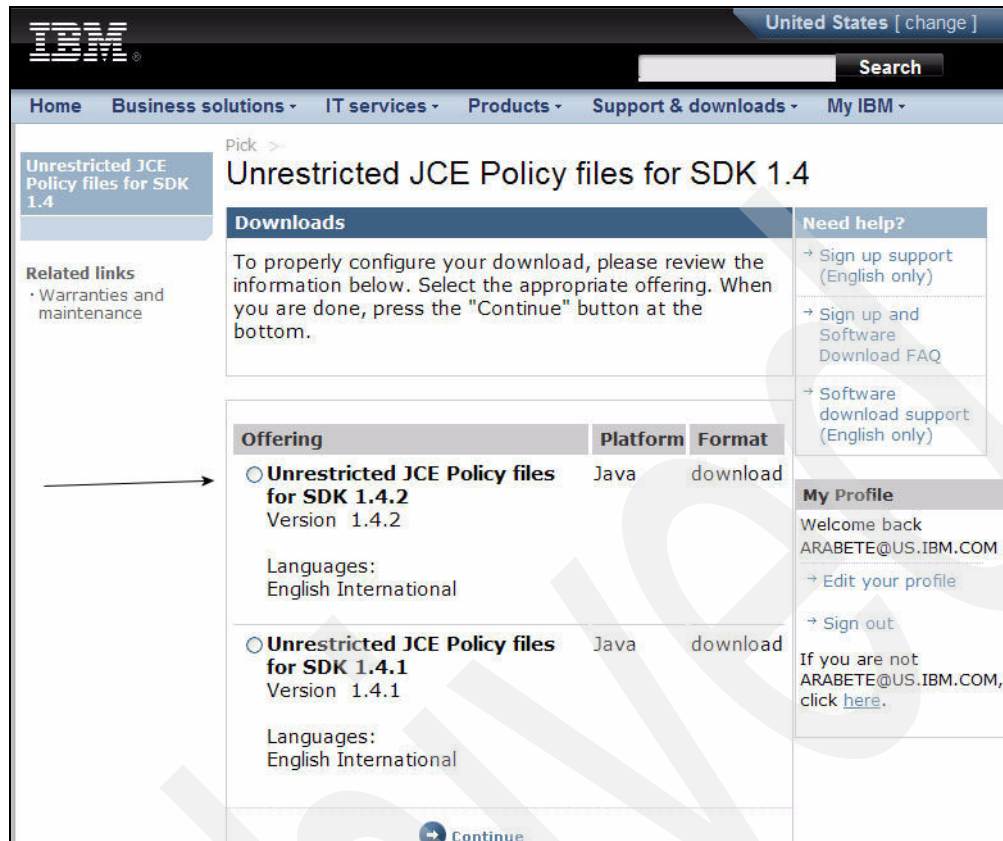 United States [ change ]
IBM®
Search
Home Business solutions IT services Products Support & downloads My IBM
Unrestricted JCE
Policy files for SDK
1.4
Related links
· Warranties and
maintenance
Pick >
Unrestricted JCE Policy files for SDK 1.4
Downloads
To properly configure your download, please review the
information below. Select the appropriate offering. When
you are done, press the "Continue" button at the
bottom.
Offering Platform Format
Unrestricted JCE Policy files Java download
for SDK 1.4.2
Version 1.4.2
Languages:
English International
Unrestricted JCE Policy files Java download
for SDK 1.4.1
Version 1.4.1
Languages:
English International
Continue
Need help?
→ Sign up support
(English only)
→ Sign up and
Software
Download FAQ
→ Software
download support
(English only)
My Profile
Welcome back
ARABETE@US.IBM.COM
→ Edit your profile
→ Sign out
If you are not
ARABETE@US.IBM.COM,
click here.